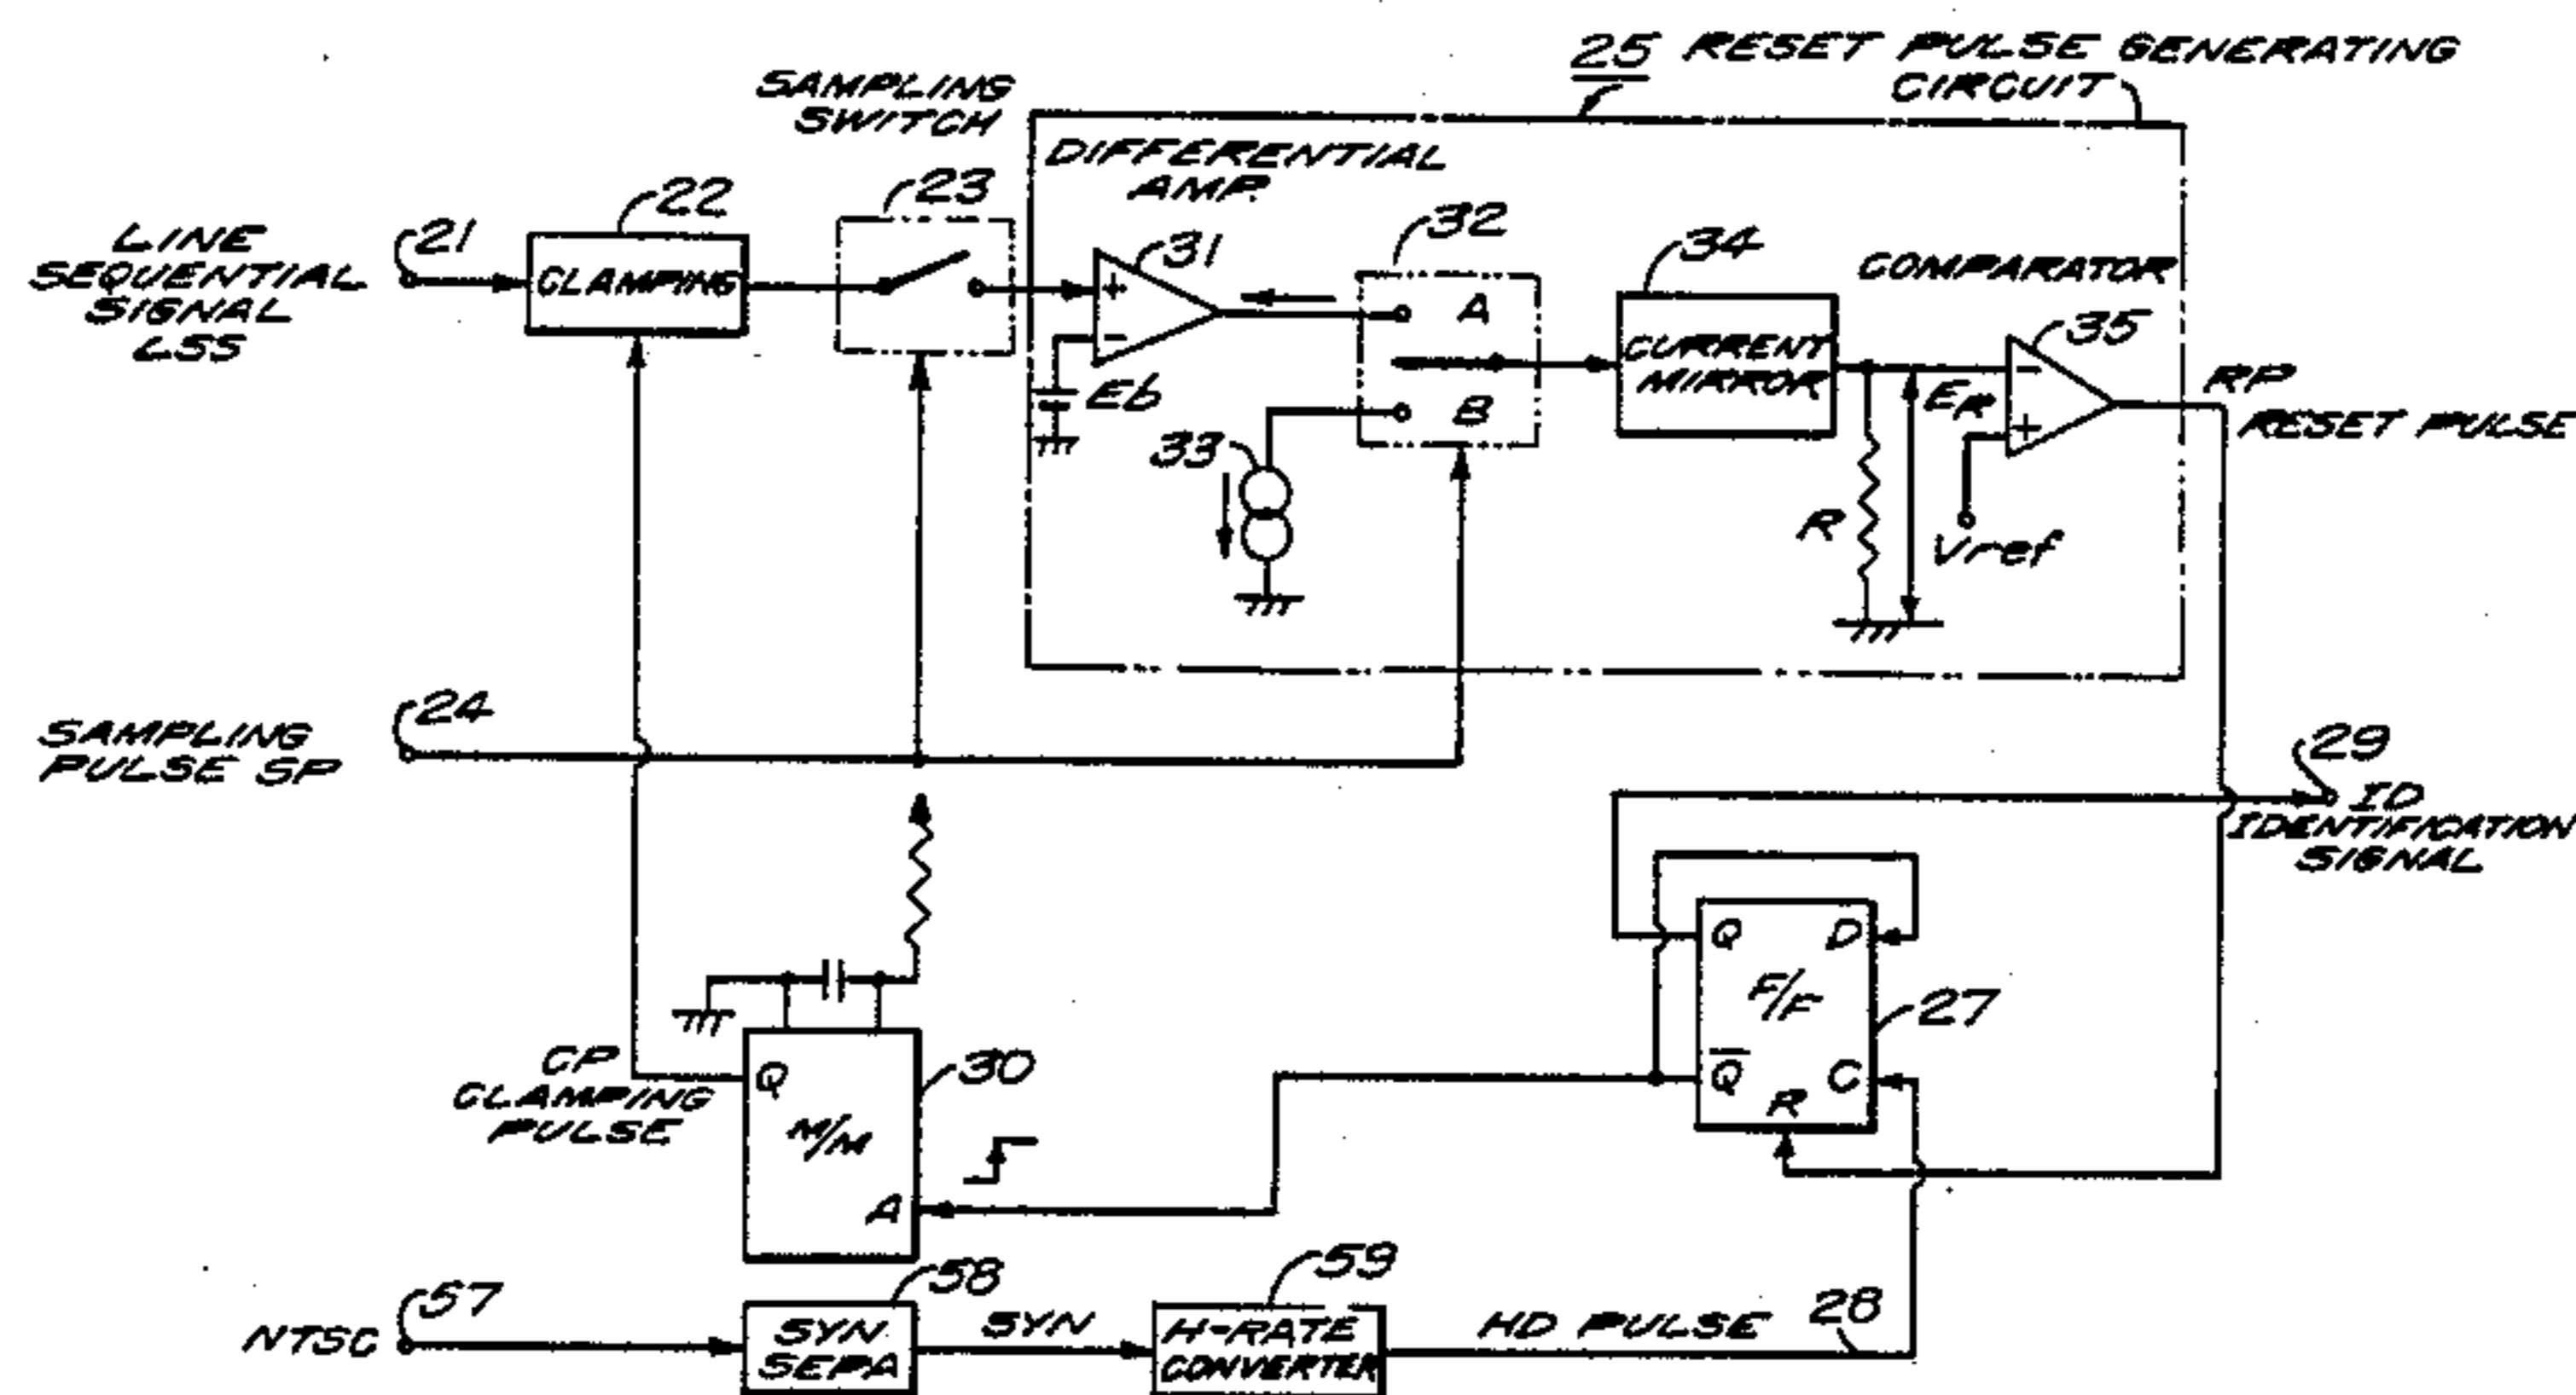 25 RESET PULSE GENERATING
CIRCUIT
SAMPLING
SWITCH
DIFFERENTIAL
AMP.
LINE
SEQUENTIAL
SIGNAL
LSS
21
22
CLAMPING
23
31
+
-
Eb
32
A
B
33
34
CURRENT
MIRROR
COMPARATOR
35
-
+
ER
R
Vref
RP
RESET PULSE
SAMPLING
PULSE SP
24
29
ID
IDENTIFICATION
SIGNAL
Q
D
F/F
27
Q̅
C
R
CP
CLAMPING
PULSE
Q
30
M/M
A
NTSC
57
58
SYN
SEPA
SYN
59
H-RATE
CONVERTER
HD PULSE
28